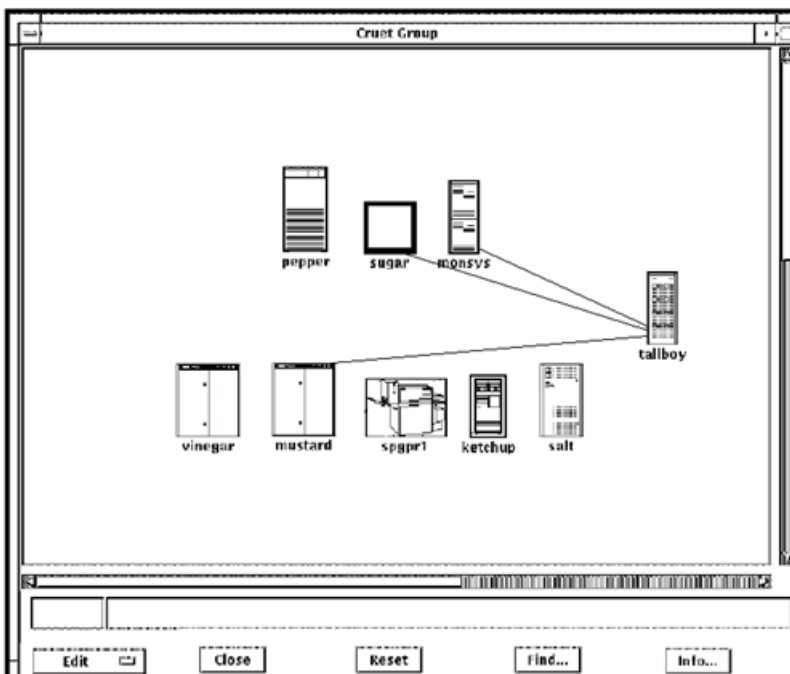 Cruet Group
pepper
sugar
monsys
tallboy
vinegar
mustard
spgpr1
ketchup
salt
Edit
Close
Reset
Find...
Info...